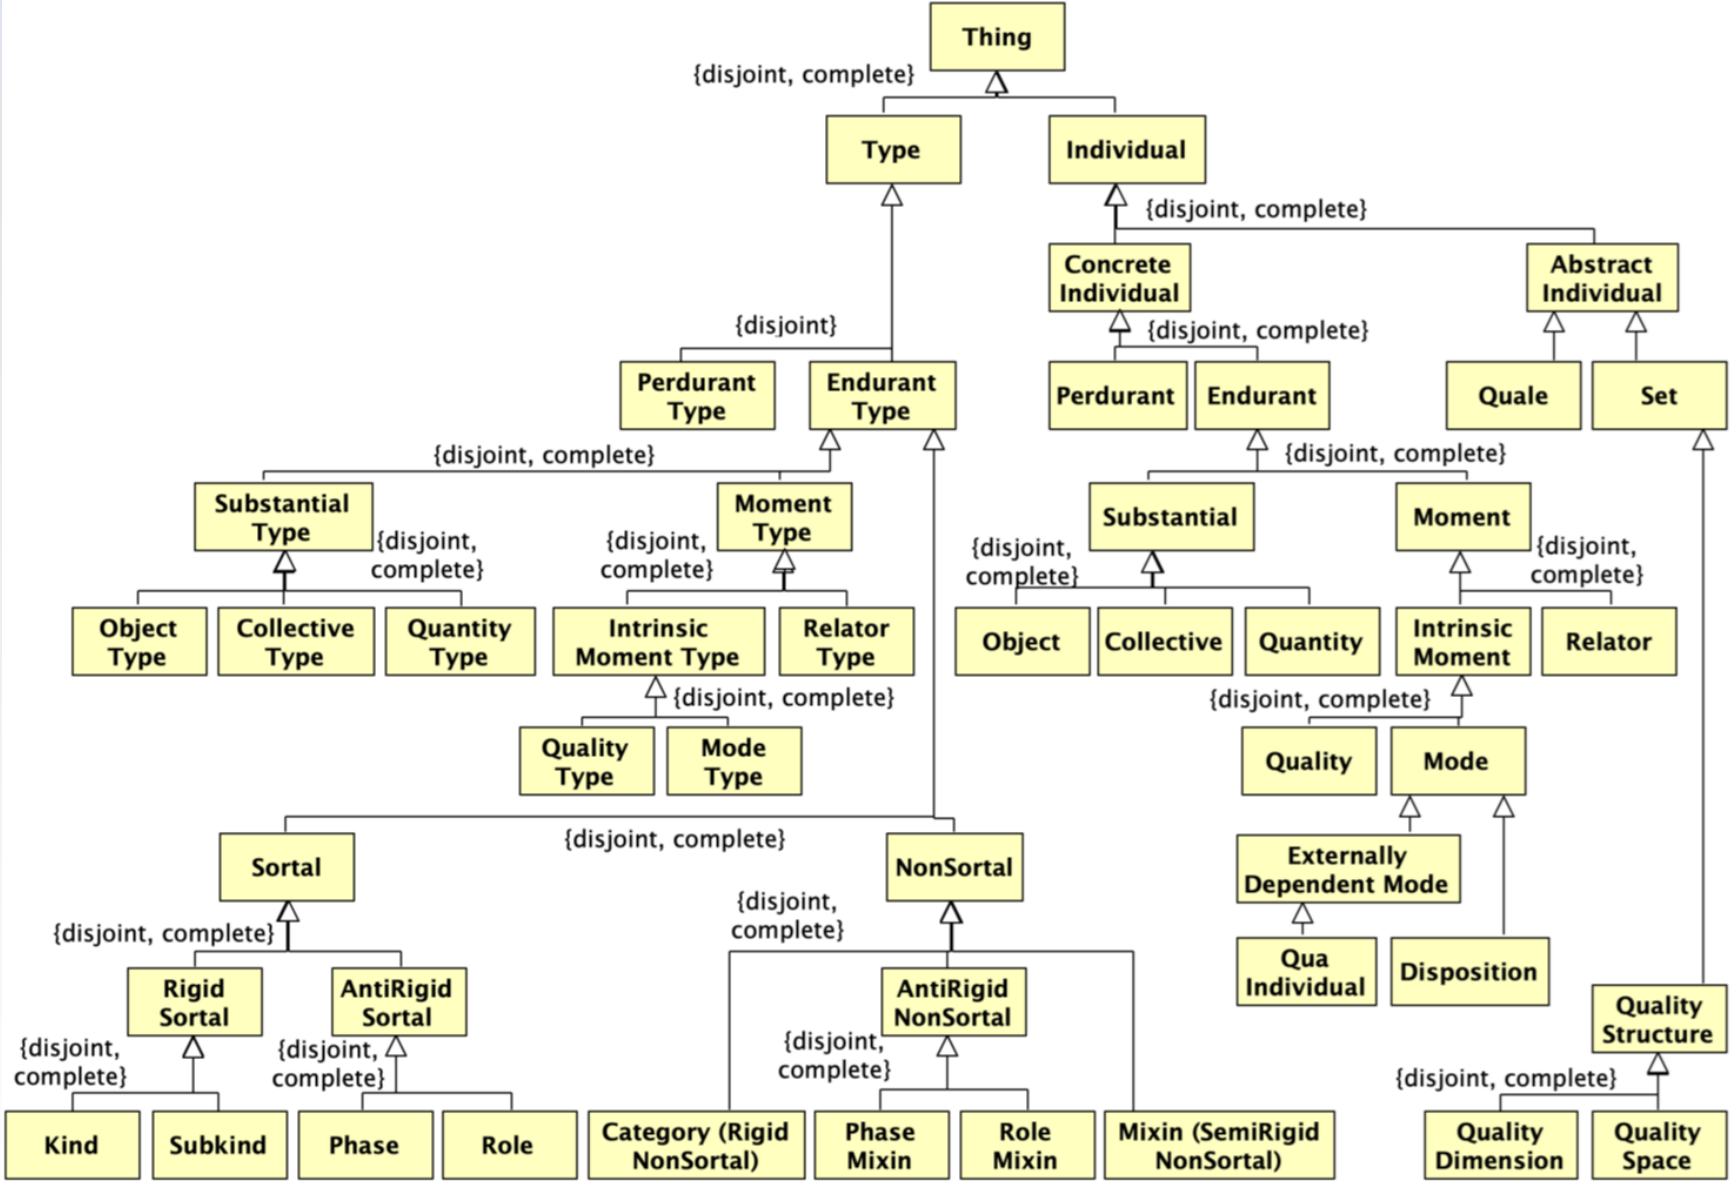 Thing
{disjoint, complete}
Type
Individual
{disjoint, complete}
Concrete
Individual
Abstract
Individual
{disjoint}
{disjoint, complete}
Perdurant
Type
Endurant
Type
Perdurant
Endurant
Quale
Set
{disjoint, complete}
{disjoint, complete}
Substantial
Type
Moment
Type
Substantial
Moment
{disjoint,
complete}
{disjoint,
complete}
{disjoint,
complete}
{disjoint,
complete}
Object
Type
Collective
Type
Quantity
Type
Intrinsic
Moment Type
Relator
Type
Object
Collective
Quantity
Intrinsic
Moment
Relator
{disjoint, complete}
{disjoint, complete}
Quality
Type
Mode
Type
Quality
Mode
{disjoint, complete}
Sortal
NonSortal
Externally
Dependent Mode
{disjoint, complete}
{disjoint,
complete}
Rigid
Sortal
AntiRigid
Sortal
AntiRigid
NonSortal
Qua
Individual
Disposition
Quality
Structure
{disjoint,
complete}
{disjoint,
complete}
{disjoint,
complete}
{disjoint, complete}
Kind
Subkind
Phase
Role
Category (Rigid
NonSortal)
Phase
Mixin
Role
Mixin
Mixin (SemiRigid
NonSortal)
Quality
Dimension
Quality
Space